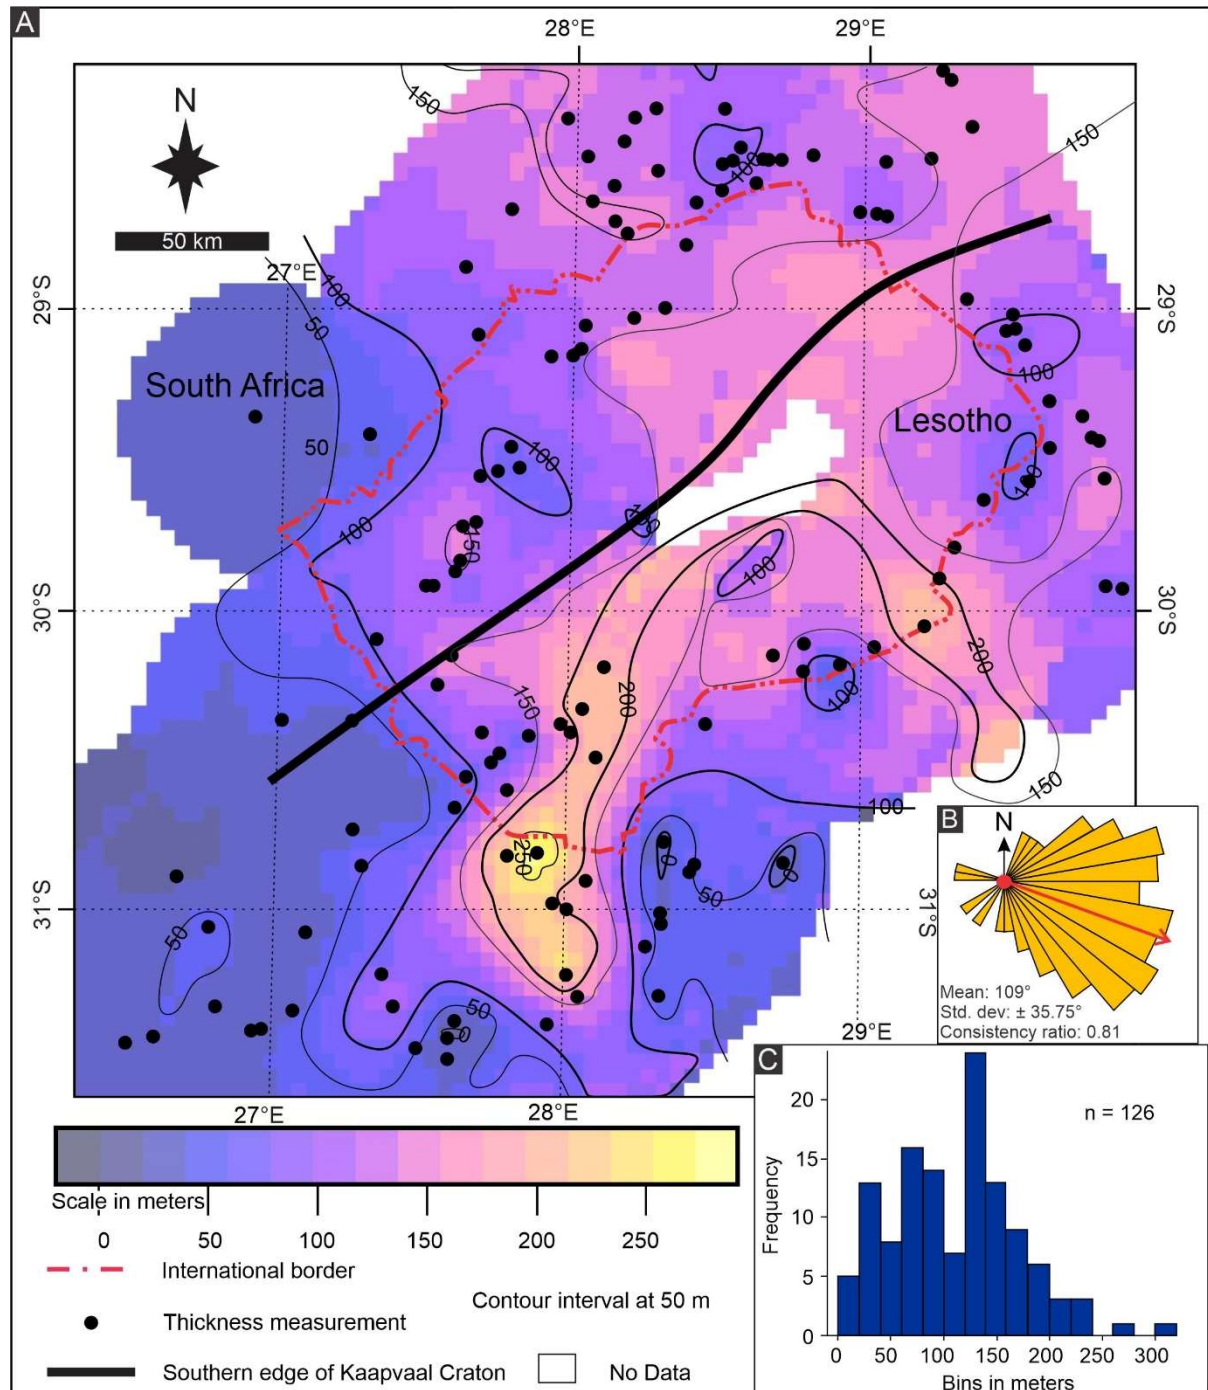 A
28°E
29°E
N
50 km
150
100
150
27°E
100
50
29°S
29°S
South Africa
50
100
100
Lesotho
100
100
100
150
100
100
30°S
30°S
200
200
150
100
150
100
250
0
50
0
31°S
31°S
50
50
0
29°E
27°E
28°E
B
N
Mean: 109°
Std. dev: ± 35.75°
Consistency ratio: 0.81
C
n = 126
Frequency
20
15
10
5
0
0 50 100 150 200 250 300
Bins in meters
Scale in meters
0 50 100 150 200 250
International border
Contour interval at 50 m
Thickness measurement
Southern edge of Kaapvaal Craton
No Data